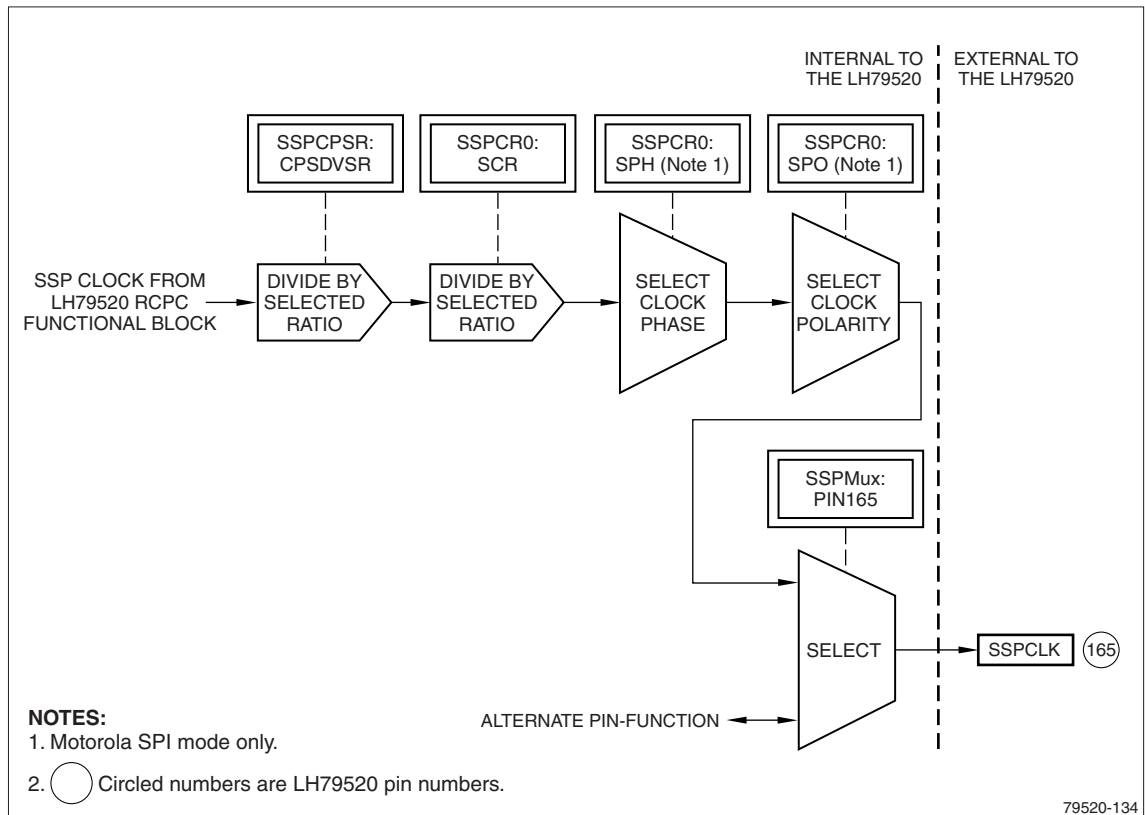 INTERNAL TO
THE LH79520
EXTERNAL TO
THE LH79520
SSPCPSR:
CPSDVSR
SSPCR0:
SCR
SSPCR0:
SPH (Note 1)
SSPCR0:
SPO (Note 1)
SSP CLOCK FROM
LH79520 RCPC
FUNCTIONAL BLOCK
DIVIDE BY
SELECTED
RATIO
DIVIDE BY
SELECTED
RATIO
SELECT
CLOCK
PHASE
SELECT
CLOCK
POLARITY
SSPMux:
PIN165
SELECT
SSPCLK
165
ALTERNATE PIN-FUNCTION
NOTES:
1. Motorola SPI mode only.
2. Circled numbers are LH79520 pin numbers.
79520-134